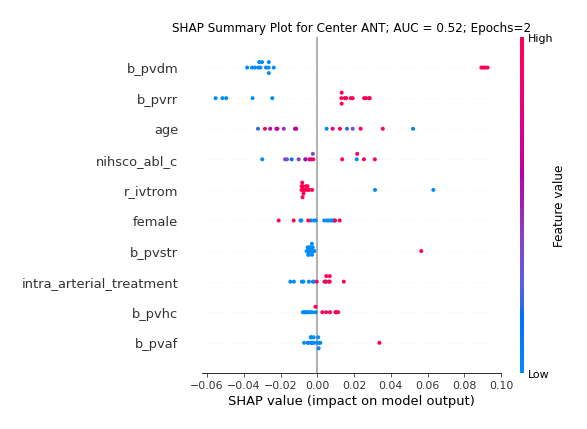 SHAP Summary Plot for Center ANT; AUC = 0.52; Epochs=2
High
b_pvdm
b_pvrr
age
nihsco_abl_c
r_ivtrom
female
b_pvstr
intra_arterial_treatment
b_pvhc
b_pvaf
Feature value
Low
−0.06 −0.04 −0.02 0.00 0.02 0.04 0.06 0.08 0.10
SHAP value (impact on model output)